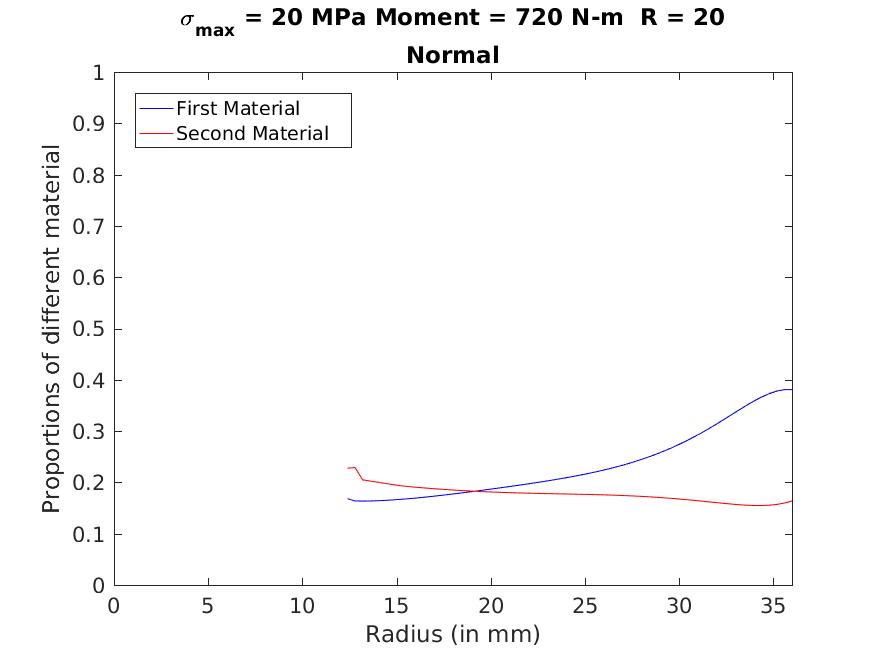 σmax = 20 MPa Moment = 720 N-m  R = 20
Normal
First Material
Second Material
Proportions of different material
1
0.9
0.8
0.7
0.6
0.5
0.4
0.3
0.2
0.1
0
0 5 10 15 20 25 30 35
Radius (in mm)